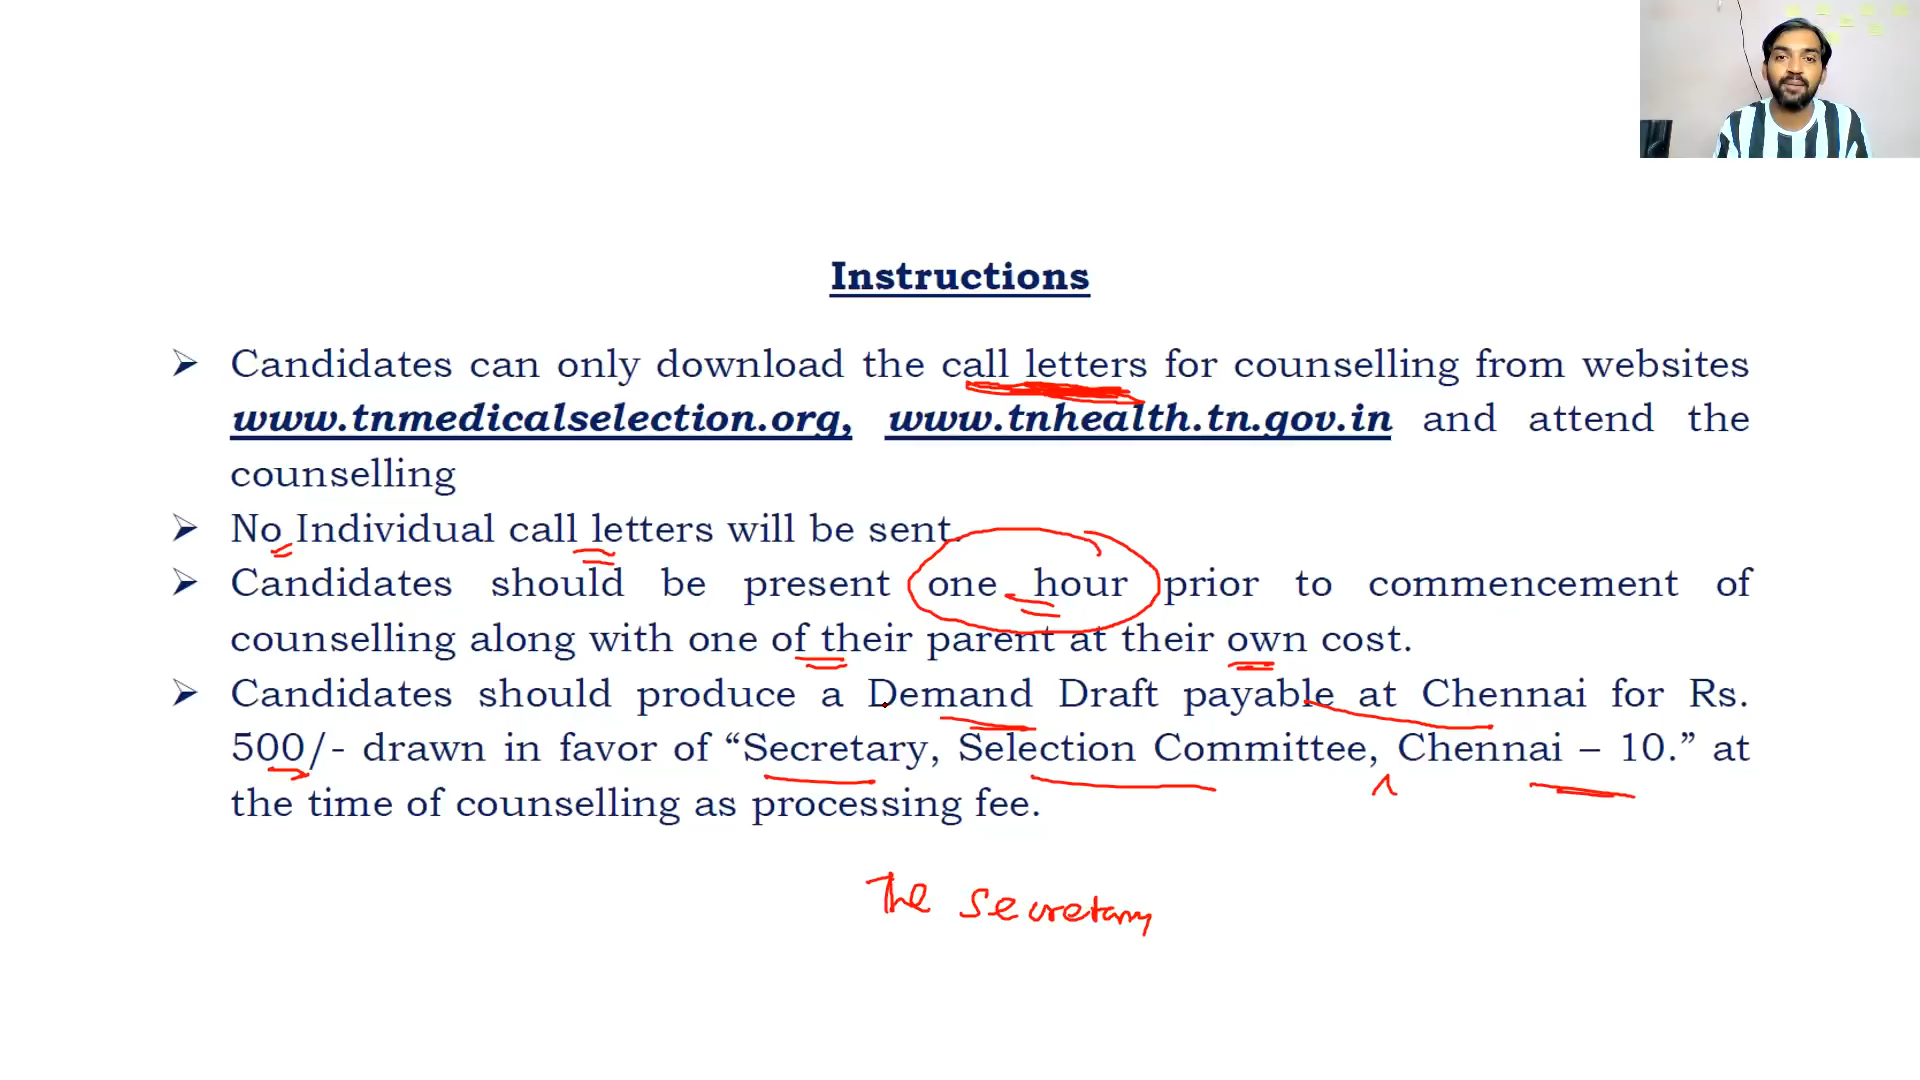 Instructions
➢ Candidates can only download the call letters for counselling from websites
www.tnmedicalselection.org, www.tnhealth.tn.gov.in and attend the
counselling
➢ No Individual call letters will be sent.
➢ Candidates should be present one hour prior to commencement of
counselling along with one of their parent at their own cost.
➢ Candidates should produce a Demand Draft payable at Chennai for Rs.
500/- drawn in favor of “Secretary, Selection Committee, Chennai – 10.” at
the time of counselling as processing fee.
The Secretary